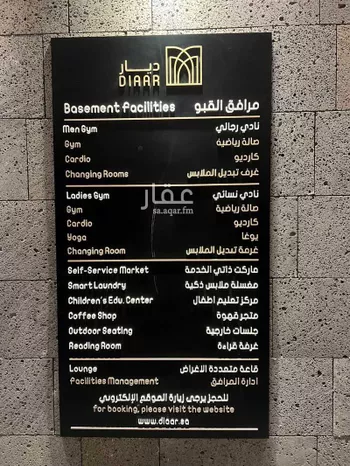 ديار
DIAAR
Basement Facilities مرافق القبو
Men Gym نادي رجالي
Gym صالة رياضية
Cardio كارديو
Changing Rooms غرف تبديل الملابس
Ladies Gym نادي نسائي
Gym صالة رياضية
Cardio كارديو
Yoga يوغا
Changing Room غرفة تبديل الملابس
Self-Service Market ماركت ذاتي الخدمة
Smart Laundry مغسلة ملابس ذكية
Children's Edu. Center مركز تعليم اطفال
Coffee Shop متجر قهوة
Outdoor Seating جلسات خارجية
Reading Room غرفة قراءة
Lounge قاعة متعددة الاغراض
Facilities Management ادارة المرافق
للحجز يرجى زيارة الموقع الإلكتروني
for booking, please visit the website
www.diaar.sa
عقار
sa.aqar.fm